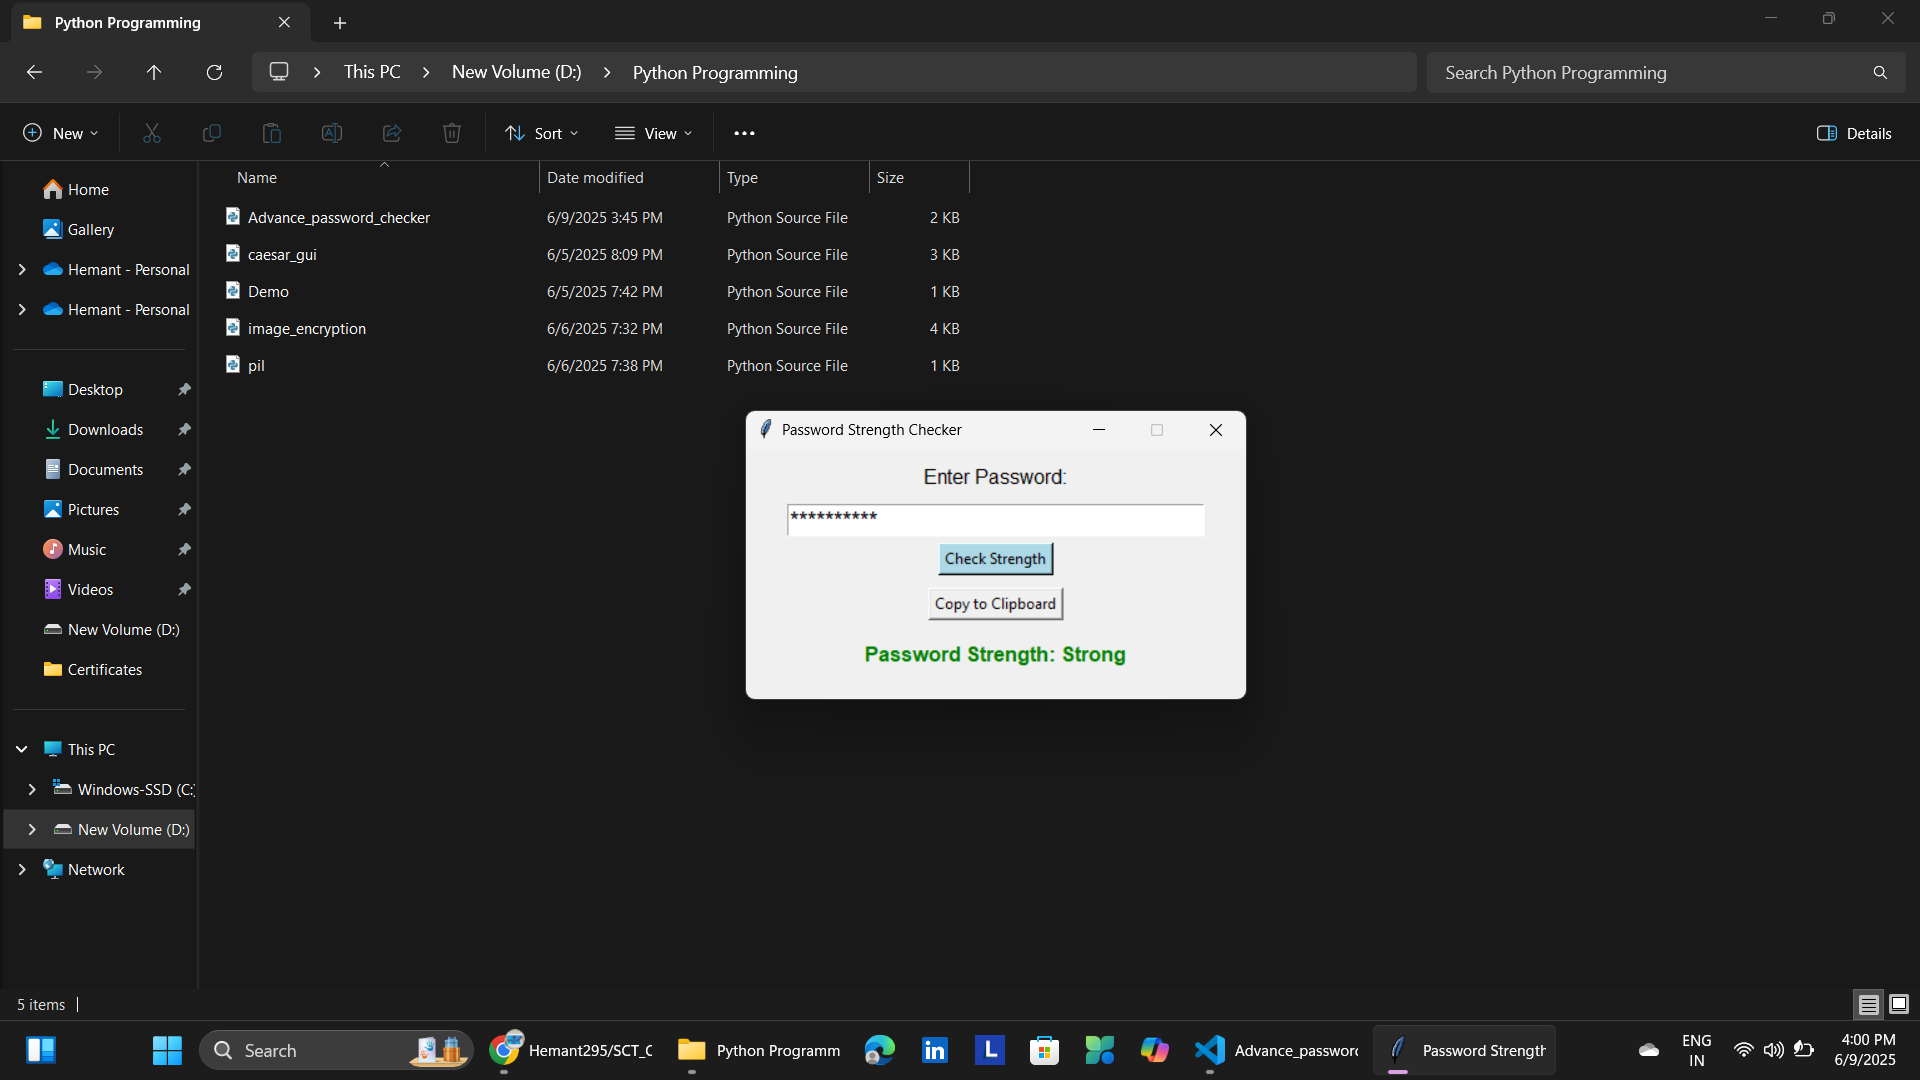 Python Programming
This PC
New Volume (D:)
Python Programming
Search Python Programming
New
Sort
View
Details
Name
Date modified
Type
Size
Advance_password_checker 6/9/2025 3:45 PM Python Source File 2 KB
caesar_gui 6/5/2025 8:09 PM Python Source File 3 KB
Demo 6/5/2025 7:42 PM Python Source File 1 KB
image_encryption 6/6/2025 7:32 PM Python Source File 4 KB
pil 6/6/2025 7:38 PM Python Source File 1 KB
Home
Gallery
Hemant - Personal
Hemant - Personal
Desktop
Downloads
Documents
Pictures
Music
Videos
New Volume (D:)
Certificates
This PC
Windows-SSD (C:
New Volume (D:)
Network
Password Strength Checker
Enter Password:
**********
Check Strength
Copy to Clipboard
Password Strength: Strong
5 items
Search
Hemant295/SCT_C
Python Programm
L
Advance_passwor
Password Strength
ENG
IN
4:00 PM
6/9/2025